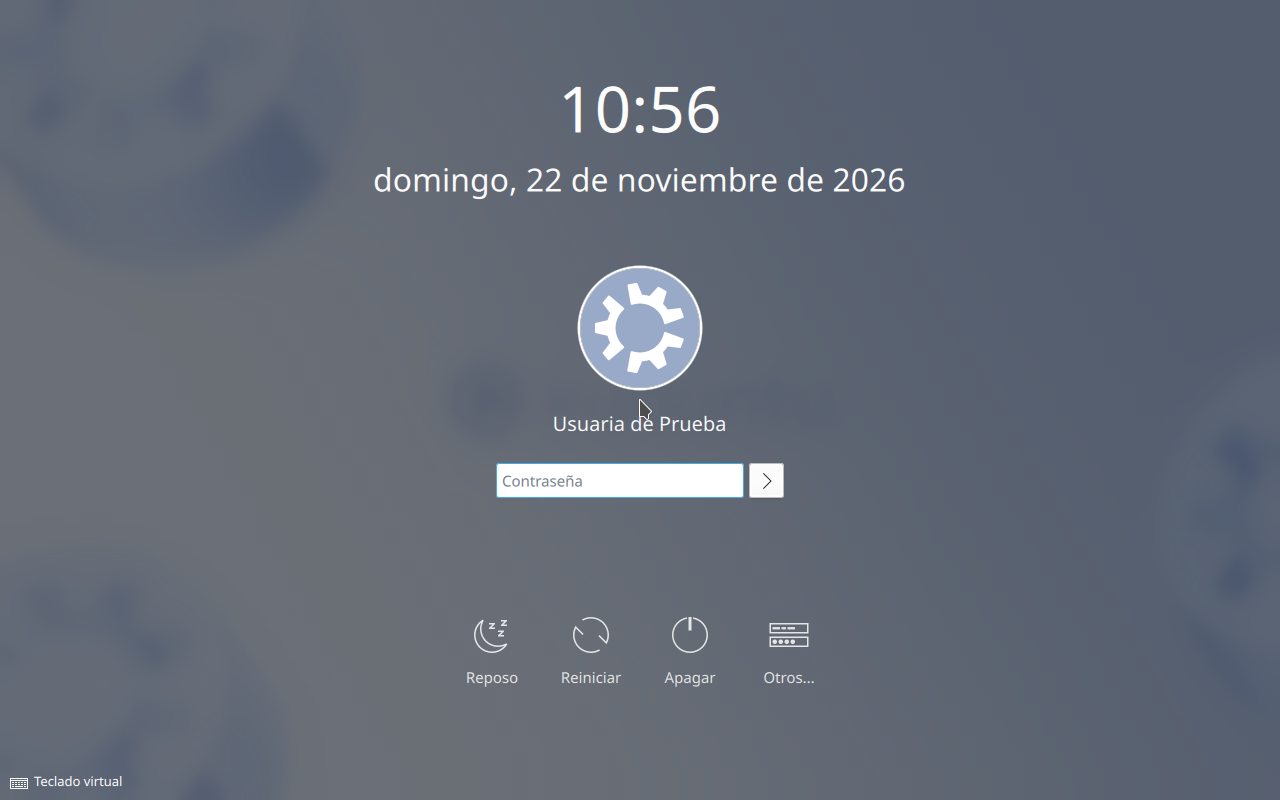 10:56
domingo, 22 de noviembre de 2026
Usuaria de Prueba
Contraseña
Reposo
Reiniciar
Apagar
Otros...
Teclado virtual